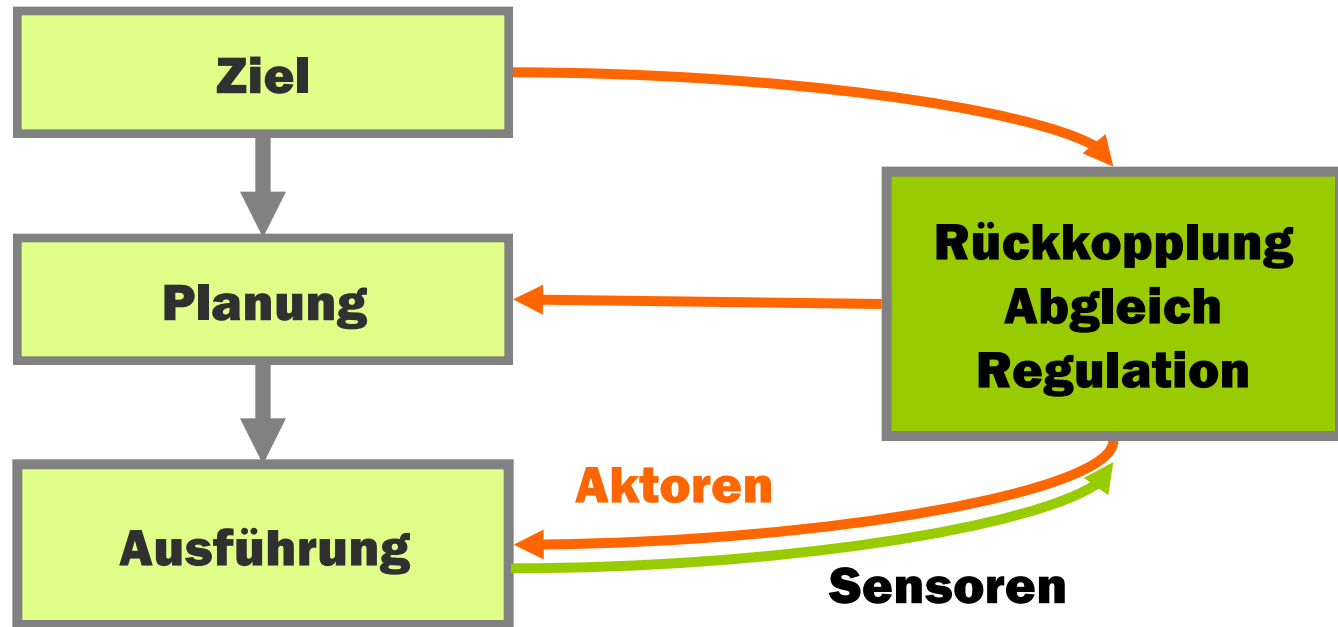 Ziel
Planung
Ausführung
Rückkopplung
Abgleich
Regulation
Aktoren
Sensoren